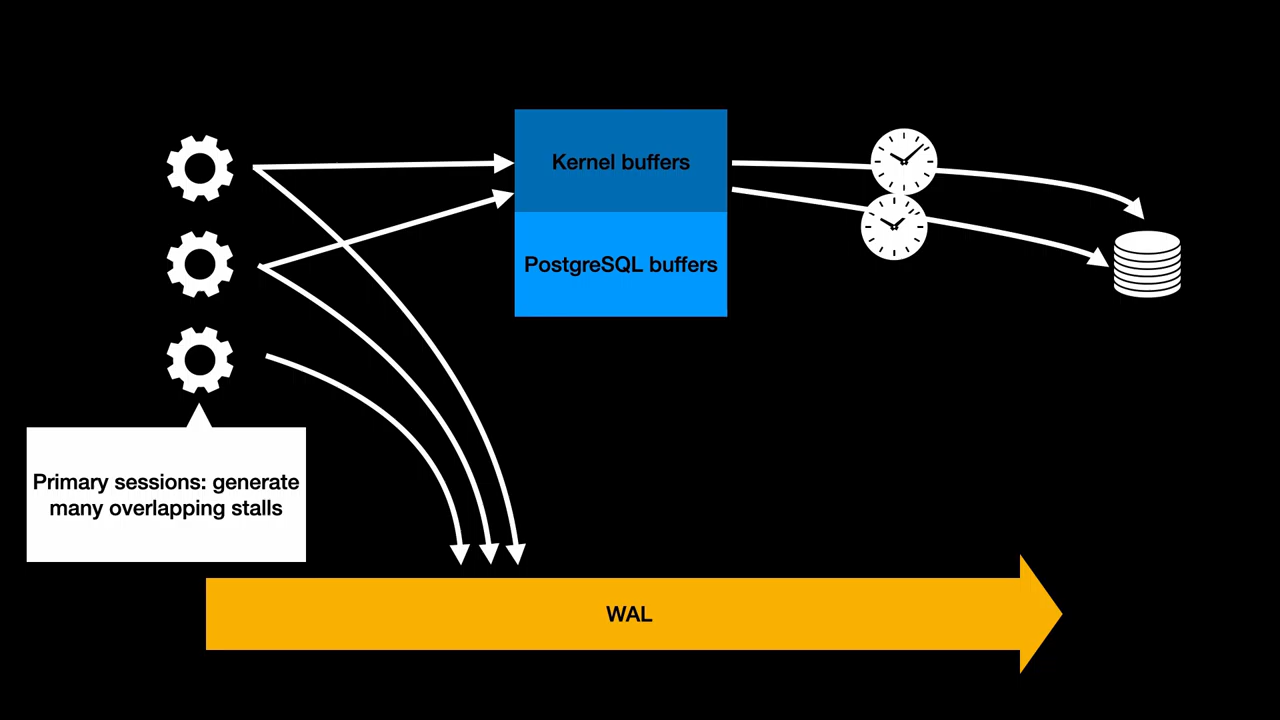 Kernel buffers
PostgreSQL buffers
Primary sessions: generate
many overlapping stalls
WAL